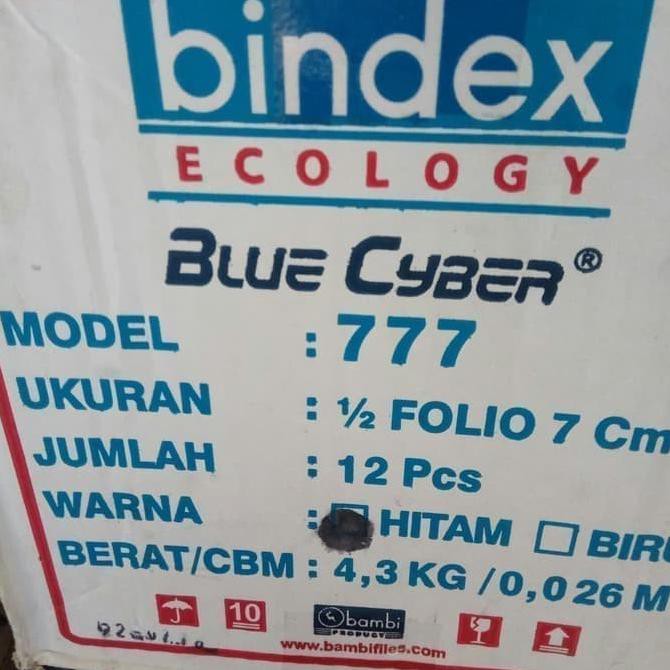 bindex
ECOLOGY
BLUE CYBER®
MODEL : 777
UKURAN : ½ FOLIO 7 Cm
JUMLAH : 12 Pcs
WARNA : HITAM BIRU
BERAT/CBM : 4,3 KG / 0,026 M
10
bambi
PRODUCT
www.bambifiles.com